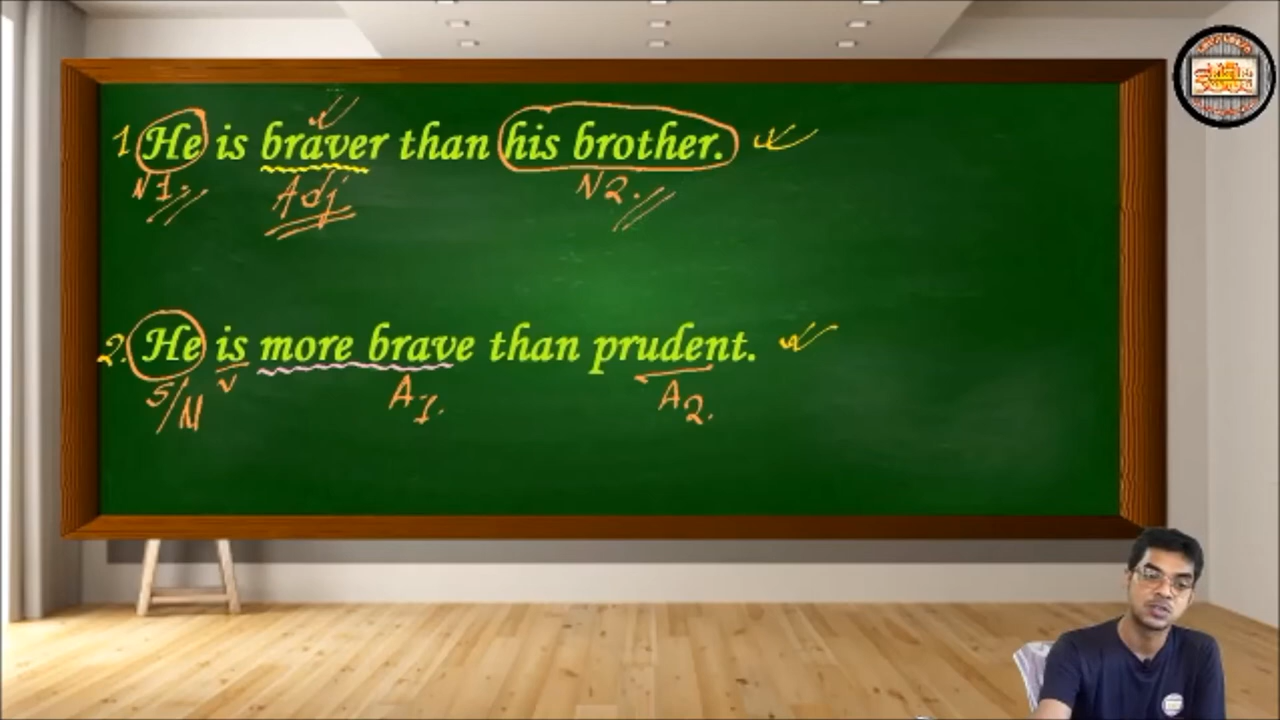 1 He is braver than his brother.
N1. Adj N2.
2. He is more brave than prudent.
S/N v A1. A2.